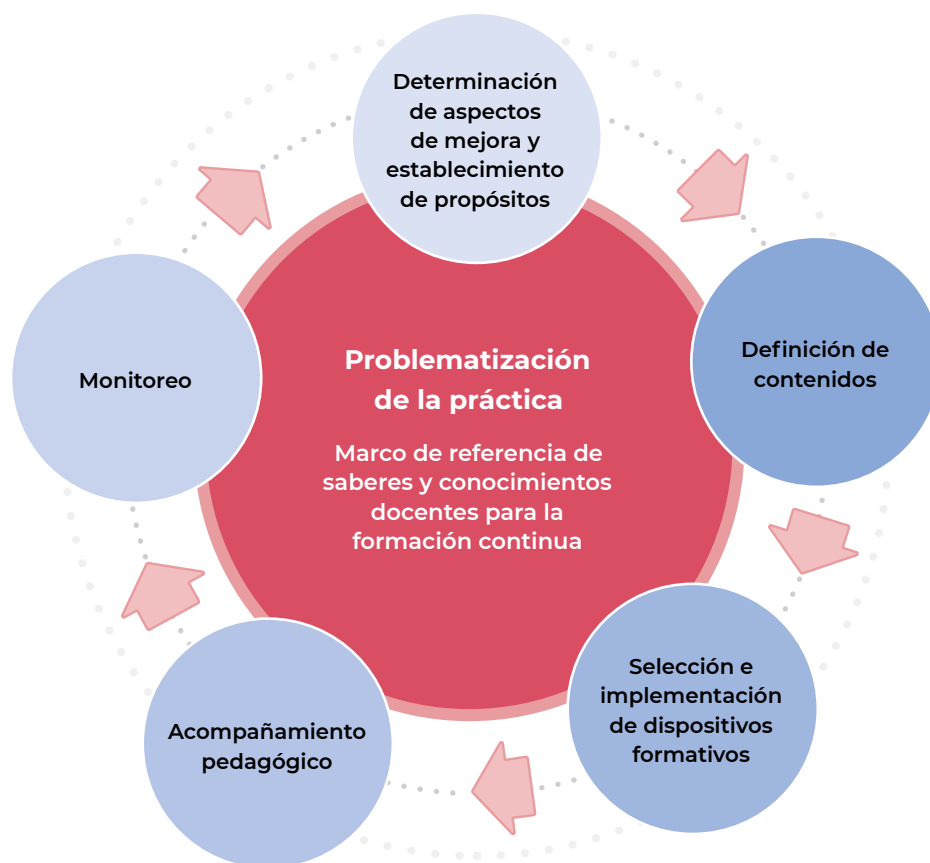 Determinación
de aspectos
de mejora y
establecimiento
de propósitos
Definición de
contenidos
Selección e
implementación
de dispositivos
formativos
Acompañamiento
pedagógico
Monitoreo
Problematización
de la práctica
Marco de referencia de
saberes y conocimientos
docentes para la
formación continua